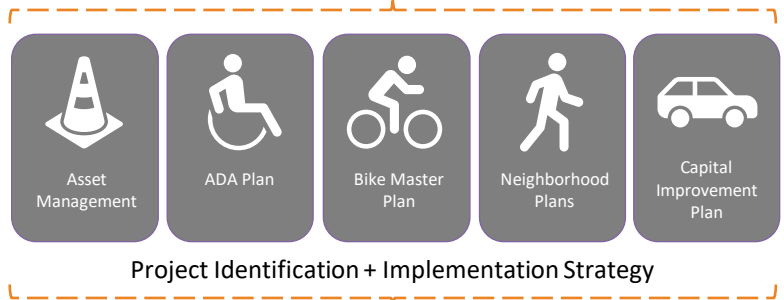 Asset
Management
ADA Plan
Bike Master
Plan
Neighborhood
Plans
Capital
Improvement
Plan
Project Identification + Implementation Strategy